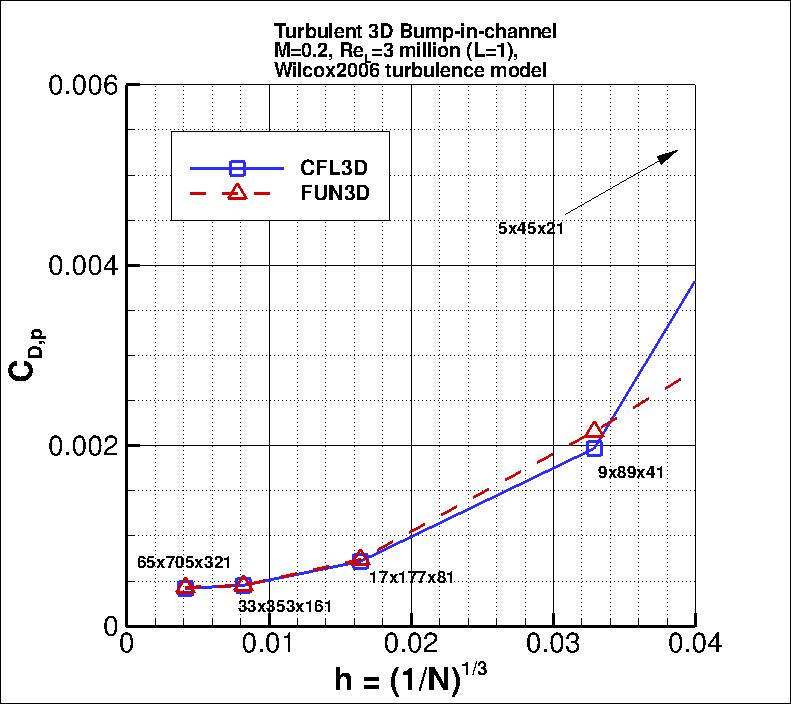 Turbulent 3D Bump-in-channel
M=0.2, Re_L=3 million (L=1),
Wilcox2006 turbulence model
0.006
CFL3D
FUN3D
5x45x21
0.004
C_D,p
0.002
9x89x41
65x705x321
17x177x81
33x353x161
0
0 0.01 0.02 0.03 0.04
h = (1/N)^1/3